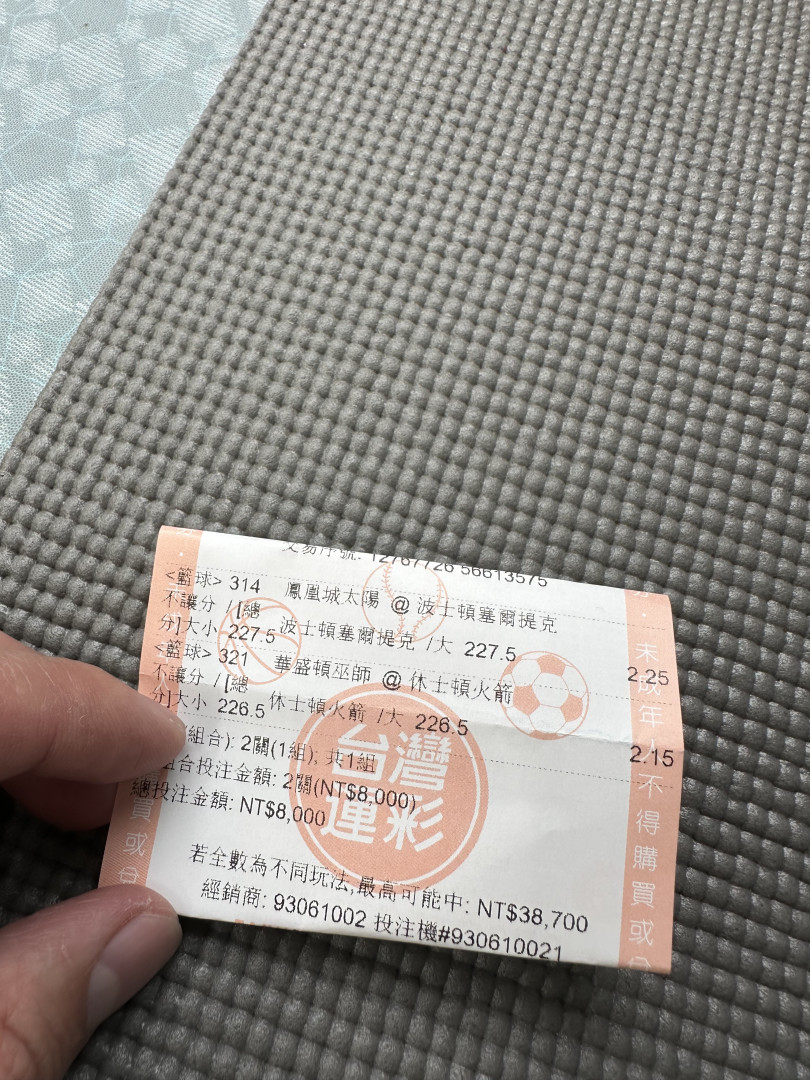 交易序號: 12767726 56613575
<籃球> 314 鳳凰城太陽 @ 波士頓塞爾提克
不讓分 / [總
分]大小 227.5 波士頓塞爾提克 /大 227.5
2.25
<籃球> 321 華盛頓巫師 @ 休士頓火箭
不讓分 / [總
分]大小 226.5 休士頓火箭 /大 226.5
2.15
組合): 2關(1組); 共1組
組合投注金額: 2關(NT$8,000)
總投注金額: NT$8,000
若全數為不同玩法,最高可能中: NT$38,700
經銷商: 93061002 投注機#930610021
台灣
運彩
未成年人不得購買或
買或